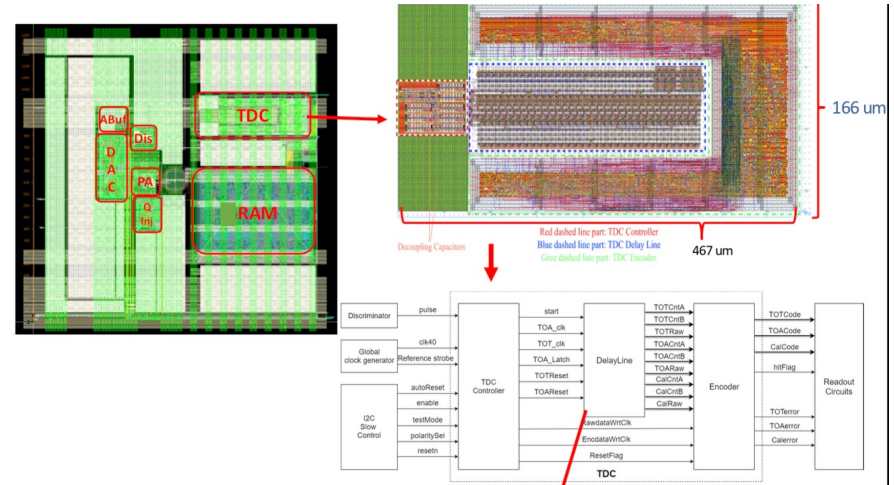 ABuf
Dis
D
A
C
PA
Q
Inj
TDC
RAM
166 um
467 um
Decoupling Capacitors
Red dashed line part: TDC Controller
Blue dashed line part: TDC Delay Line
Gree dashed line part: TDC Encoder
Discriminator
pulse
Global
clock generator
clk40
Reference strobe
I2C
Slow
Control
autoReset
enable
testMode
polaritySel
resetn
TDC
Controller
start
TOA_clk
TOT_clk
TOA_Latch
TOTReset
TOAReset
DelayLine
TOTCntA
TOTCntB
TOTRaw
TOACntA
TOACntB
TOARaw
CalCntA
CalCntB
CalRaw
RawdataWrtClk
EncdataWrtClk
ResetFlag
Encoder
TDC
TOTCode
TOACode
CalCode
hitFlag
TOTerror
TOAerror
Calerror
Readout
Circuits